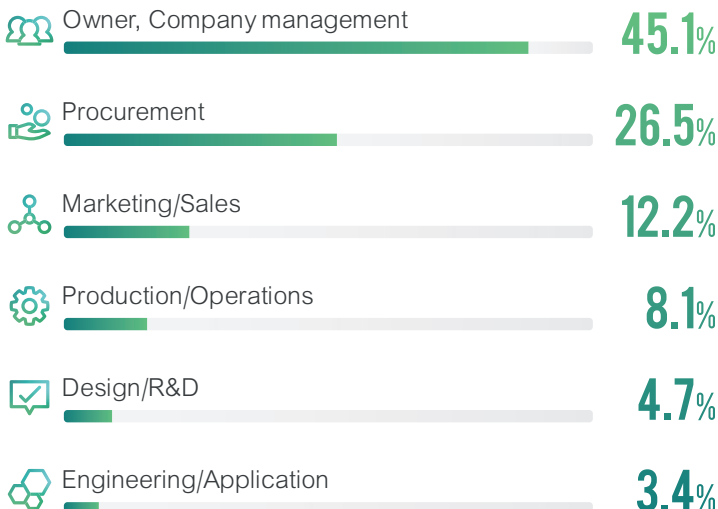 Owner, Company management
45.1%
Procurement
26.5%
Marketing/Sales
12.2%
Production/Operations
8.1%
Design/R&D
4.7%
Engineering/Application
3.4%